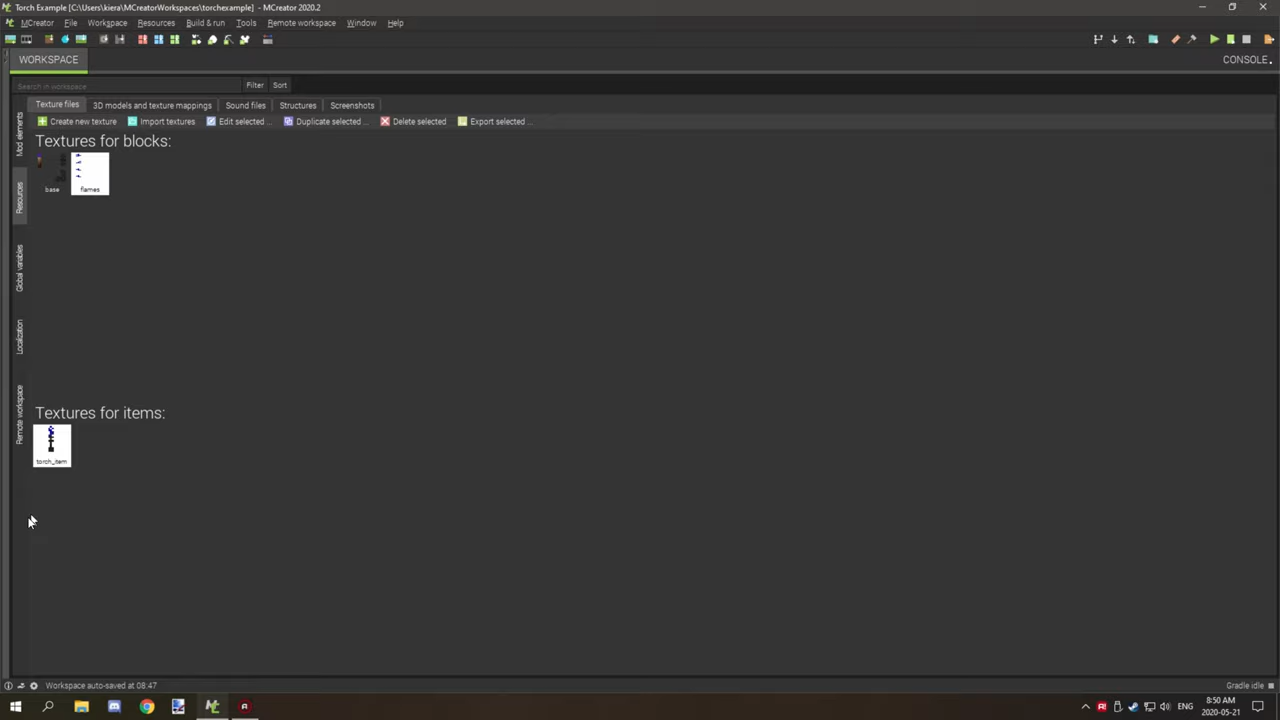 Torch Example [C:\Users\kiera\MCreatorWorkspaces\torchexample] - MCreator 2020.2
MCreator File Workspace Resources Build & run Tools Remote workspace Window Help
WORKSPACE
CONSOLE
Search in workspace
Filter Sort
Texture files 3D models and texture mappings Sound files Structures Screenshots
Create new texture Import textures Edit selected ... Duplicate selected ... Delete selected Export selected ...
Mod elements
Resources
Global variables
Localization
Remote workspace
Textures for blocks:
base flames
Textures for items:
torch_item
Workspace auto-saved at 08:47
Gradle idle
ENG
8:50 AM
2020-05-21